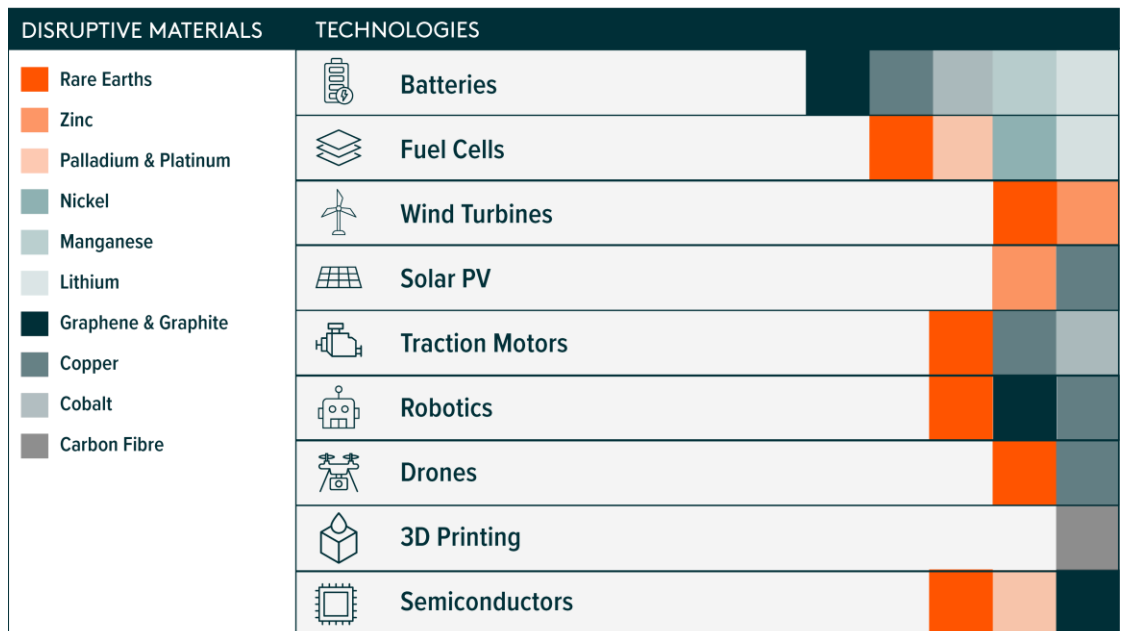 DISRUPTIVE MATERIALS
TECHNOLOGIES
Rare Earths
Zinc
Palladium & Platinum
Nickel
Manganese
Lithium
Graphene & Graphite
Copper
Cobalt
Carbon Fibre
Batteries
Fuel Cells
Wind Turbines
Solar PV
Traction Motors
Robotics
Drones
3D Printing
Semiconductors